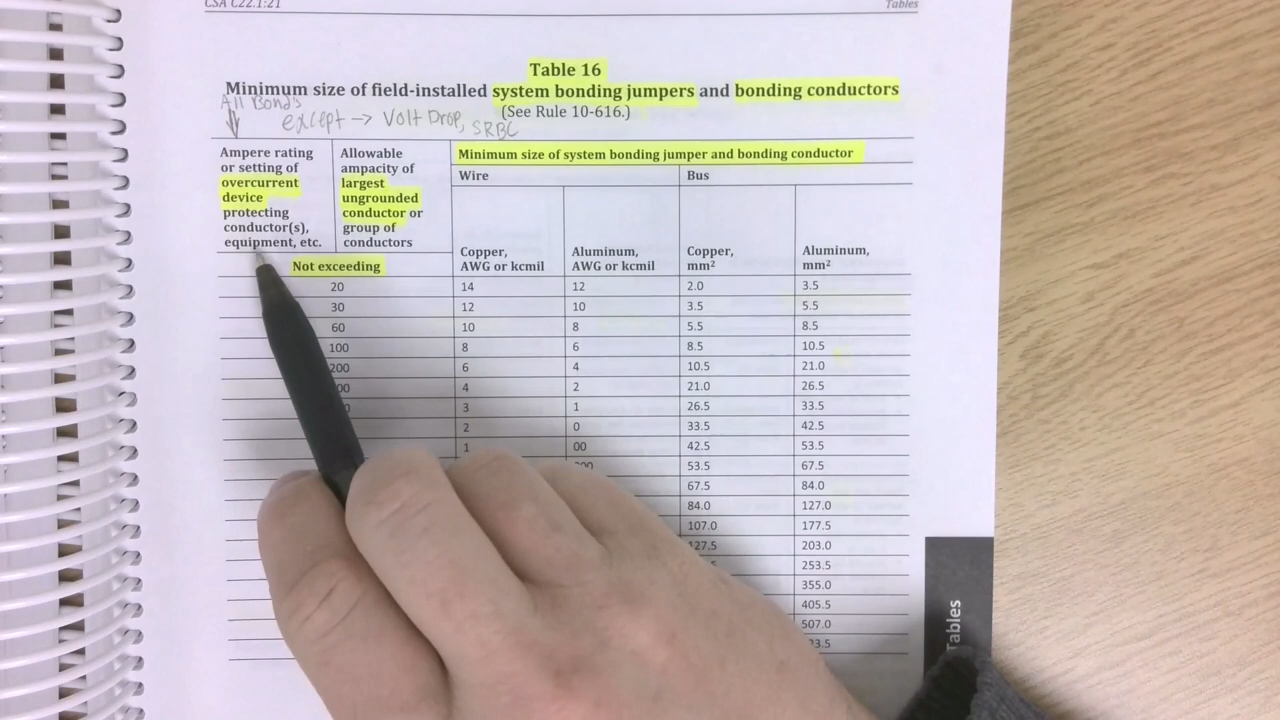 CSA C22.1:21 Tables
Table 16
Minimum size of field-installed system bonding jumpers and bonding conductors
(See Rule 10-616.)
All Bonds
except → Volt Drop, SRBC
Ampere rating
or setting of
overcurrent
device
protecting
conductor(s),
equipment, etc.
Allowable
ampacity of
largest
ungrounded
conductor or
group of
conductors
Minimum size of system bonding jumper and bonding conductor
Wire Bus
Copper,
AWG or kcmil
Aluminum,
AWG or kcmil
Copper,
mm²
Aluminum,
mm²
Not exceeding
20 14 12 2.0 3.5
30 12 10 3.5 5.5
60 10 8 5.5 8.5
100 8 6 8.5 10.5
200 6 4 10.5 21.0
4 2 21.0 26.5
3 1 26.5 33.5
2 0 33.5 42.5
1 00 42.5 53.5
53.5 67.5
67.5 84.0
84.0 127.0
107.0 177.5
127.5 203.0
253.5
355.0
405.5
507.0
Tables